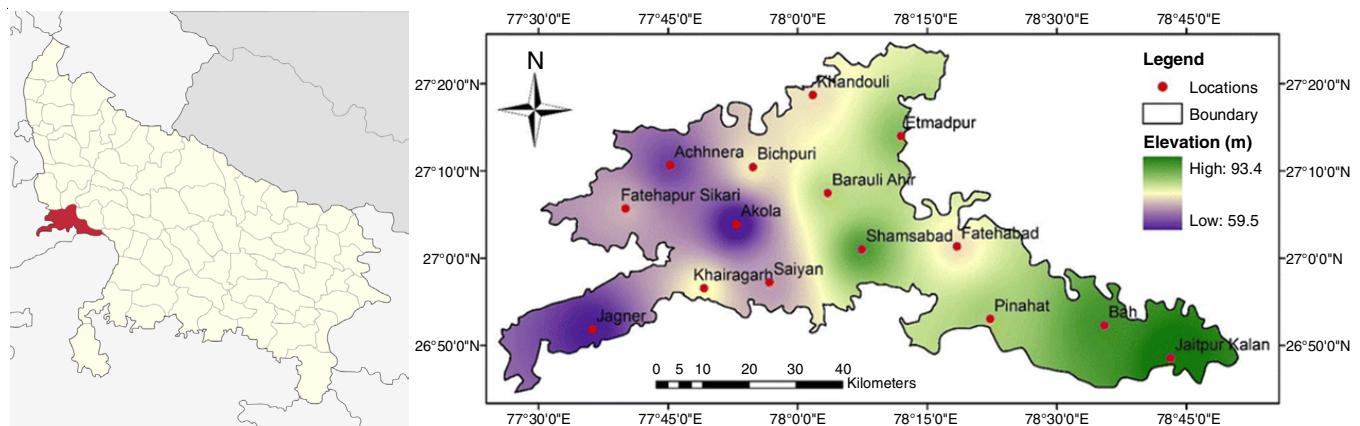 77°30'0"E 77°45'0"E 78°0'0"E 78°15'0"E 78°30'0"E 78°45'0"E
N
Legend
Locations
Boundary
Elevation (m)
High: 93.4
Low: 59.5
27°20'0"N 27°20'0"N
27°10'0"N 27°10'0"N
27°0'0"N 27°0'0"N
26°50'0"N 26°50'0"N
Khandouli
Etmadpur
Achhnera
Bichpuri
Barauli Ahir
Fatehapur Sikari
Akola
Shamsabad
Fatehabad
Khairagarh
Saiyan
Jagner
Pinahat
Bah
Jaitpur Kalan
0 5 10 20 30 40
Kilometers
77°30'0"E 77°45'0"E 78°0'0"E 78°15'0"E 78°30'0"E 78°45'0"E